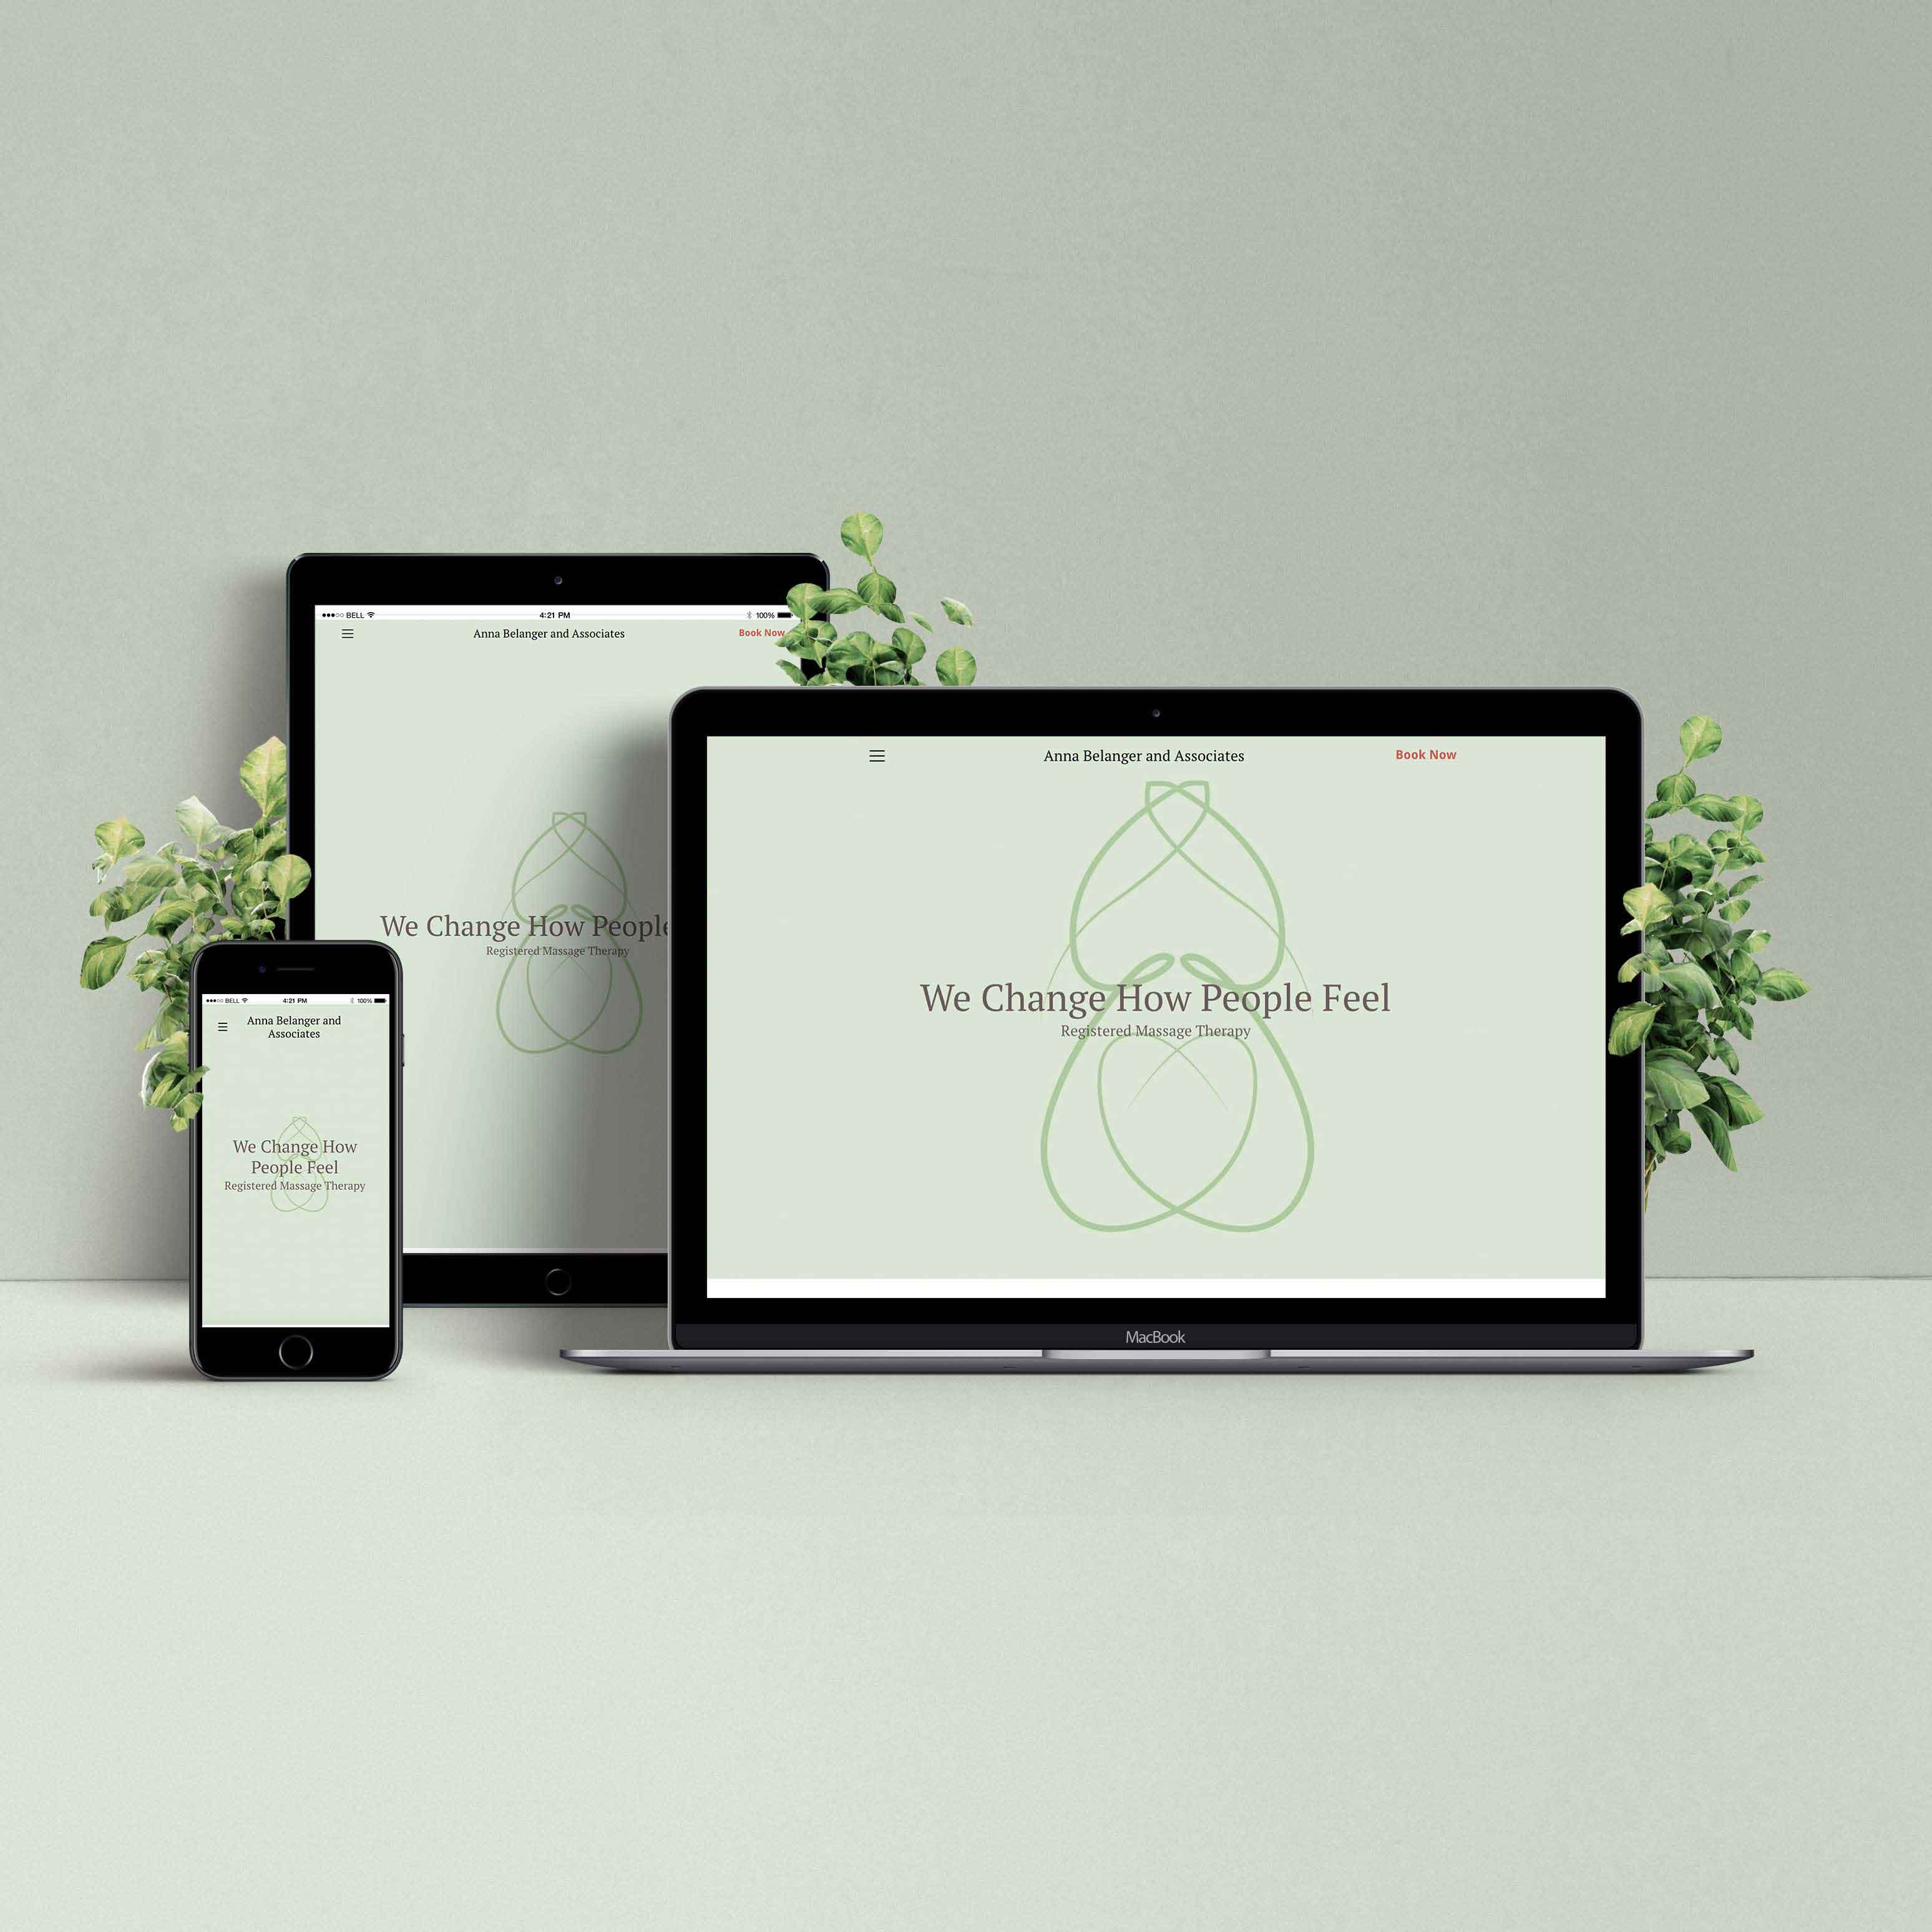 BELL 4:21 PM 100%
Anna Belanger and Associates Book Now
We Change How People
Registered Massage Therapy
Anna Belanger and Associates Book Now
We Change How People Feel
Registered Massage Therapy
MacBook
BELL 4:21 PM 100%
Anna Belanger and
Associates
We Change How
People Feel
Registered Massage Therapy